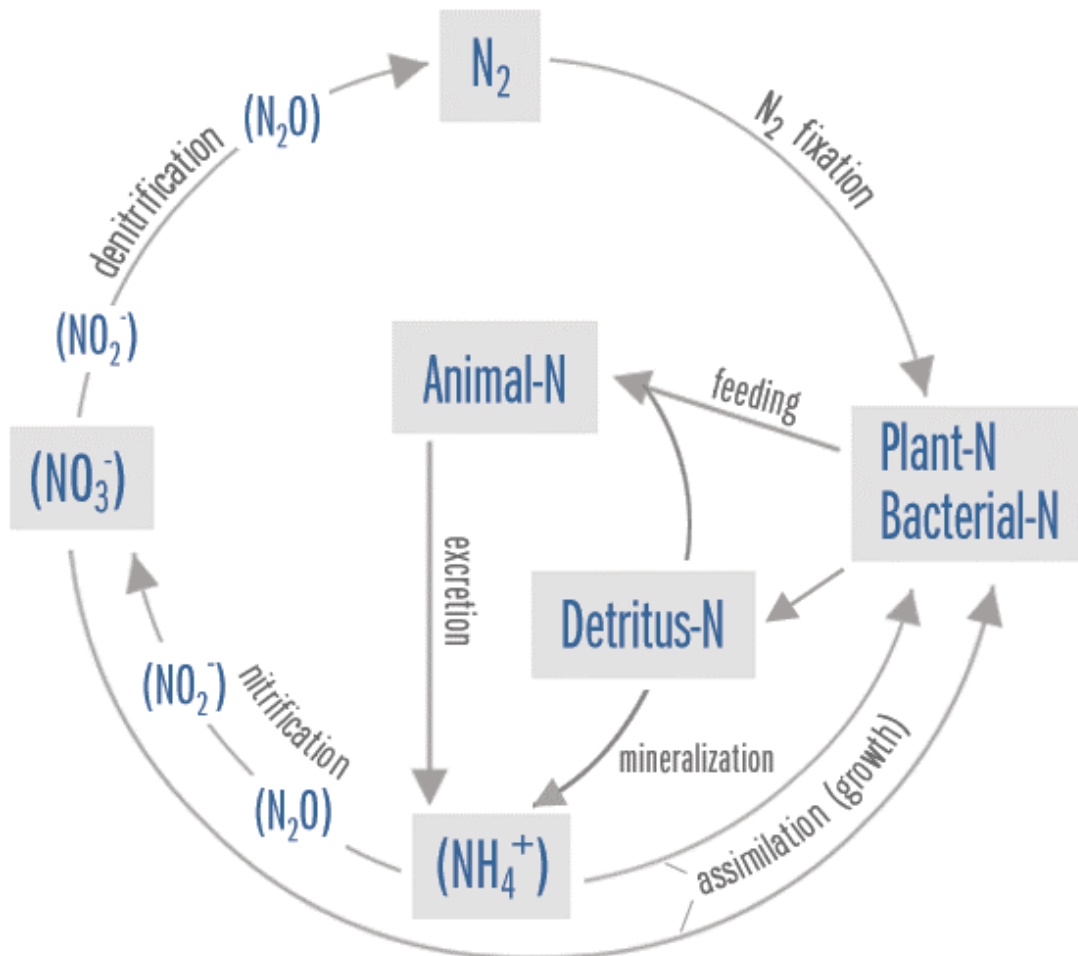 N₂
(N₂O)
N₂ fixation
denitrification
(NO₂⁻)
Animal-N
feeding
Plant-N
Bacterial-N
(NO₃⁻)
excretion
Detritus-N
(NO₂⁻)
nitrification
mineralization
(N₂O)
(NH₄⁺)
assimilation (growth)